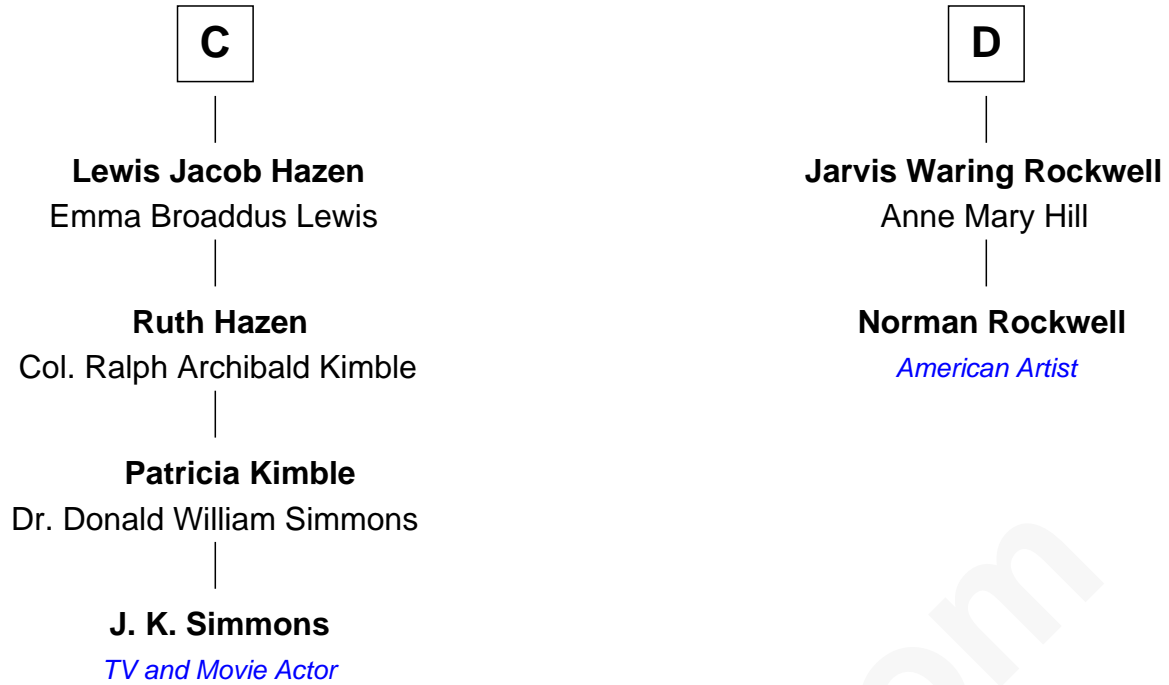 C
Lewis Jacob Hazen
Emma Broaddus Lewis
Ruth Hazen
Col. Ralph Archibald Kimble
Patricia Kimble
Dr. Donald William Simmons
J. K. Simmons
TV and Movie Actor
D
Jarvis Waring Rockwell
Anne Mary Hill
Norman Rockwell
American Artist
om